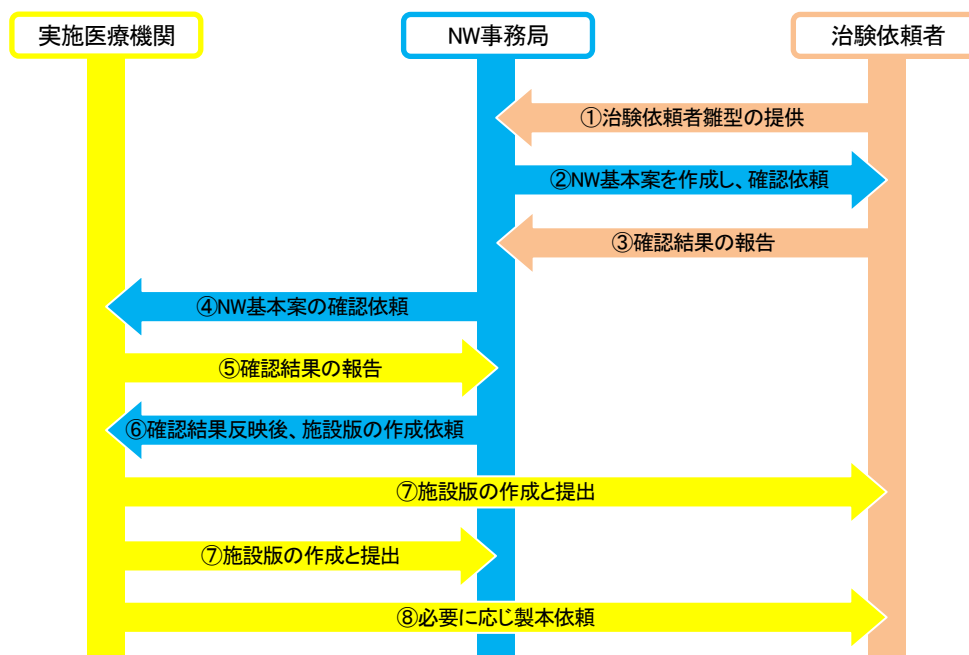 実施医療機関
NW事務局
治験依頼者
①治験依頼者雛型の提供
②NW基本案を作成し、確認依頼
③確認結果の報告
④NW基本案の確認依頼
⑤確認結果の報告
⑥確認結果反映後、施設版の作成依頼
⑦施設版の作成と提出
⑦施設版の作成と提出
⑧必要に応じ製本依頼